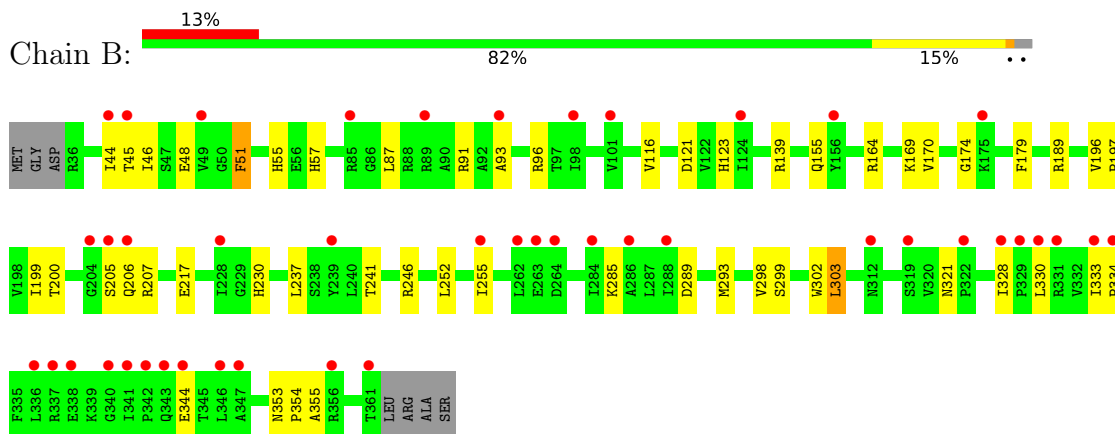 13%
Chain B:
82% 15% • •
MET GLY ASP R36 I44 T45 I46 S47 E48 V49 G50 F51 H55 E56 H57 R85 G86 L87 R88 R89 A90 R91 A92 A93 R96 T97 I98 V101 V116 D121 V122 H123 I124 R139 Q155 Y156 R164 K169 V170 G174 K175 F179 R189 V196
V198 I199 T200 G204 S205 Q206 R207 E217 I228 G229 H230 L237 S238 Y239 L240 T241 R246 L252 I255 L262 E263 D264 I284 K285 A286 L287 I288 D289 M293 V298 S299 W302 L303 N312 S319 V320 N321 P322 I328 P329 L330 R331 V332 I333
F335 L336 R337 E338 K339 G340 I341 P342 Q343 E344 T345 L346 A347 N353 P354 A355 R356 T361 LEU ARG ALA SER